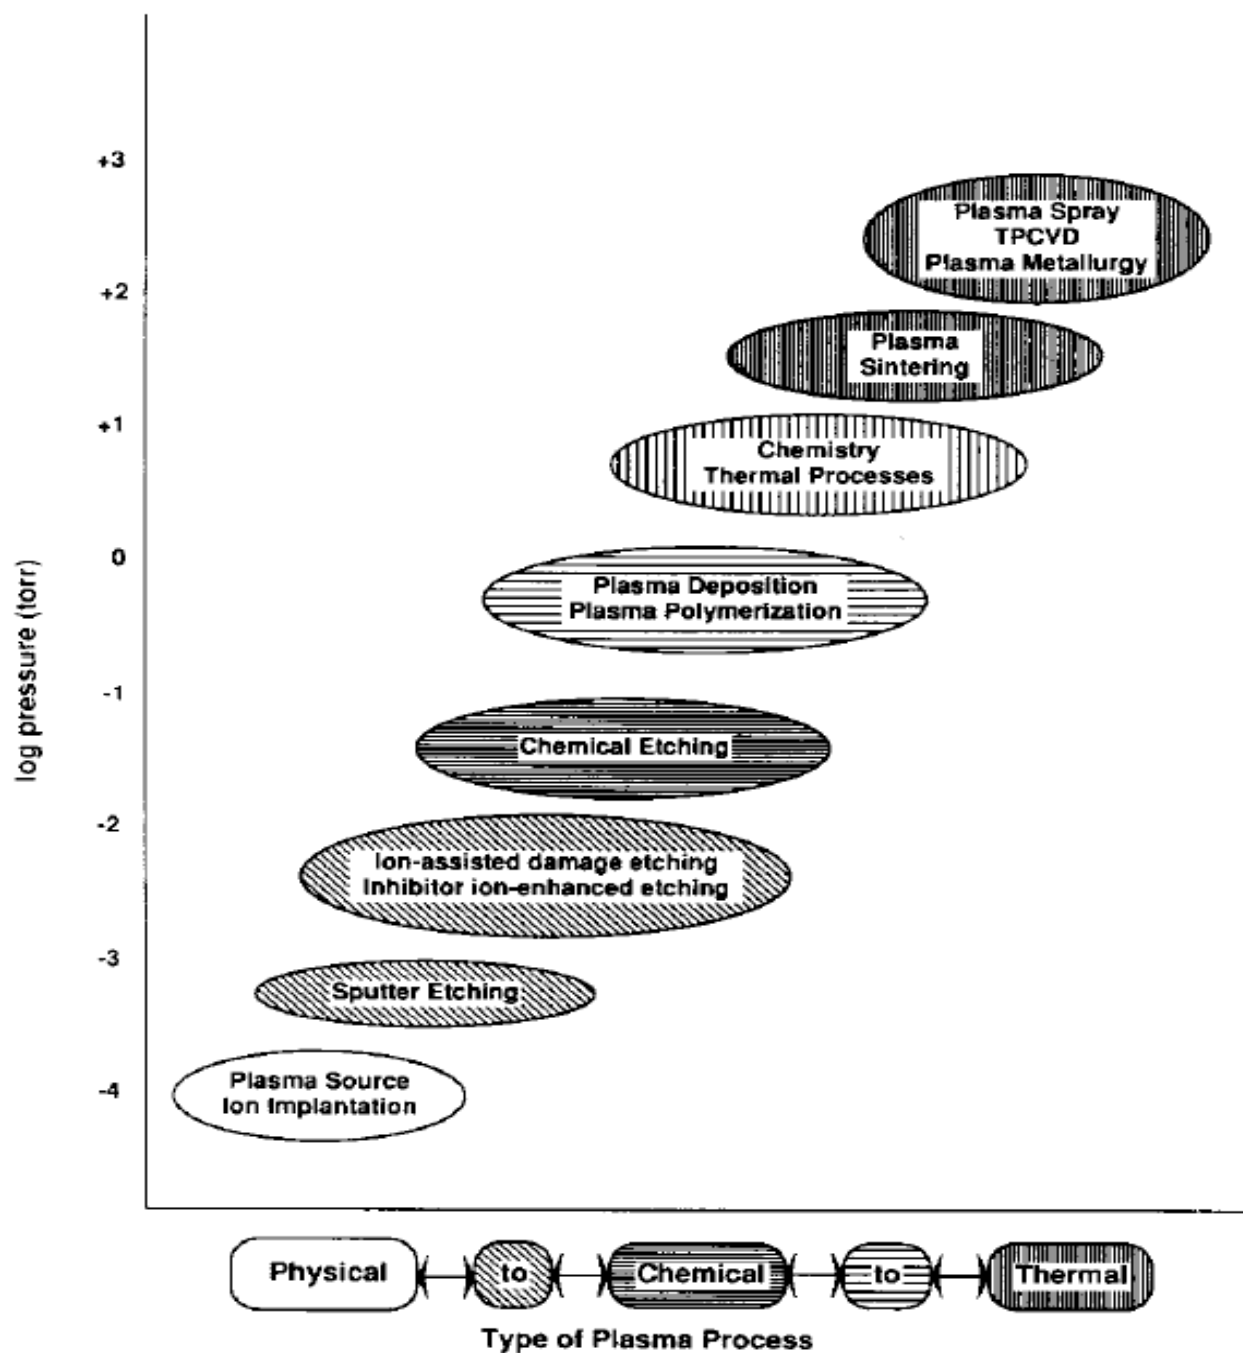 +3
Plasma Spray
TPCVD
Plasma Metallurgy
+2
Plasma
Sintering
+1
Chemistry
Thermal Processes
0
Plasma Deposition
Plasma Polymerization
log pressure (torr)
-1
Chemical Etching
-2
Ion-assisted damage etching
Inhibitor ion-enhanced etching
-3
Sputter Etching
-4
Plasma Source
Ion Implantation
Physical to Chemical to Thermal
Type of Plasma Process